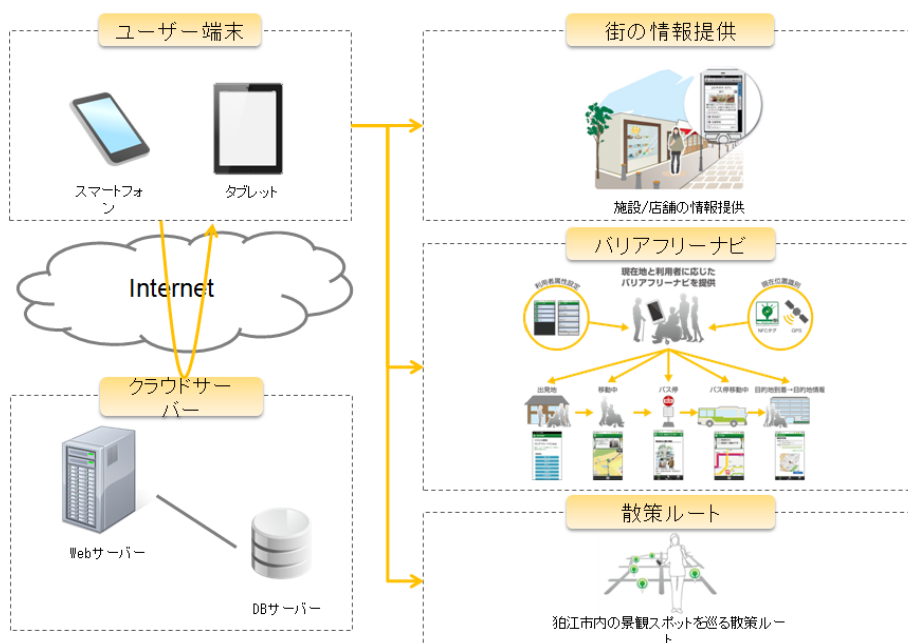 ユーザー端末
スマートフォ
ン
タブレット
Internet
クラウドサー
バー
Webサーバー
DBサーバー
街の情報提供
施設/店舗の情報提供
バリアフリーナビ
現在地と利用者に応じた
バリアフリーナビを提供
利用者属性設定
現在位置識別
NFCタグ
GPS
出発地
移動中
バス停
バス停移動中
目的地到着→目的地情報
散策ルート
狛江市内の景観スポットを巡る散策ルー
ト